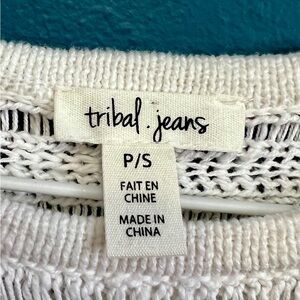 tribal.jeans
P/S
FAIT EN
CHINE
MADE IN
CHINA